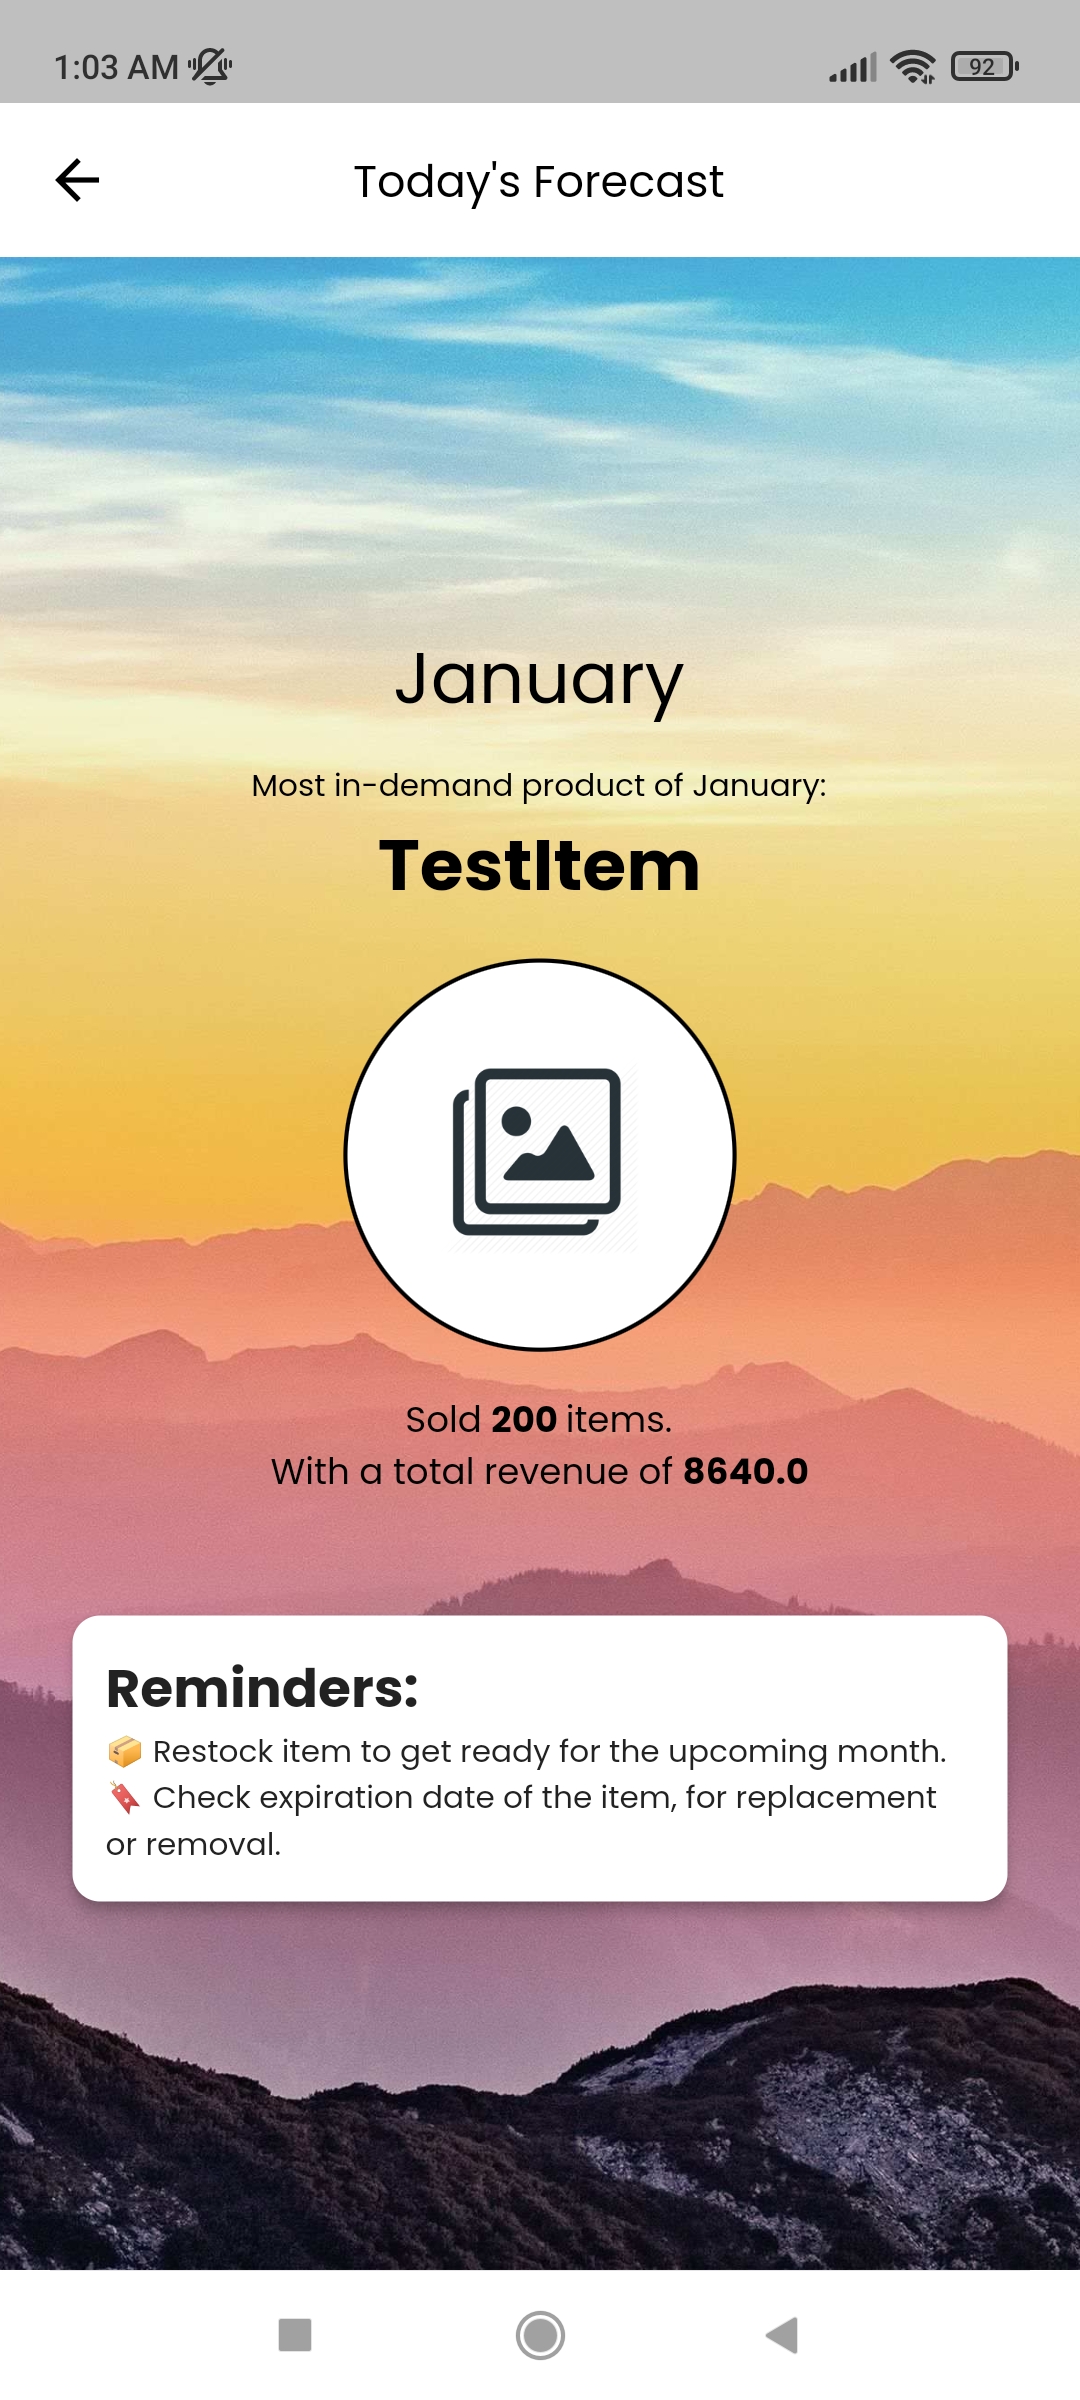 1:03 AM
92
Today's Forecast
January
Most in-demand product of January:
TestItem
Sold 200 items.
With a total revenue of 8640.0
Reminders:
📦 Restock item to get ready for the upcoming month.
🔖 Check expiration date of the item, for replacement
or removal.